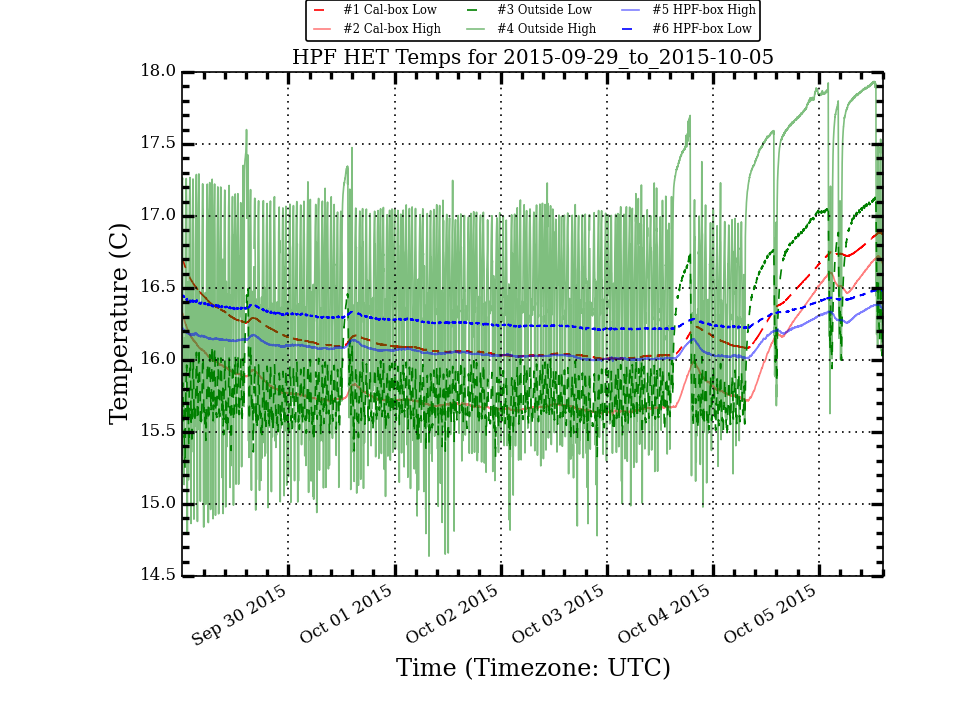 #1 Cal-box Low #3 Outside Low #5 HPF-box High
#2 Cal-box High #4 Outside High #6 HPF-box Low
HPF HET Temps for 2015-09-29_to_2015-10-05
18.0
17.5
17.0
16.5
16.0
15.5
15.0
14.5
Temperature (C)
Sep 30 2015
Oct 01 2015
Oct 02 2015
Oct 03 2015
Oct 04 2015
Oct 05 2015
Time (Timezone: UTC)